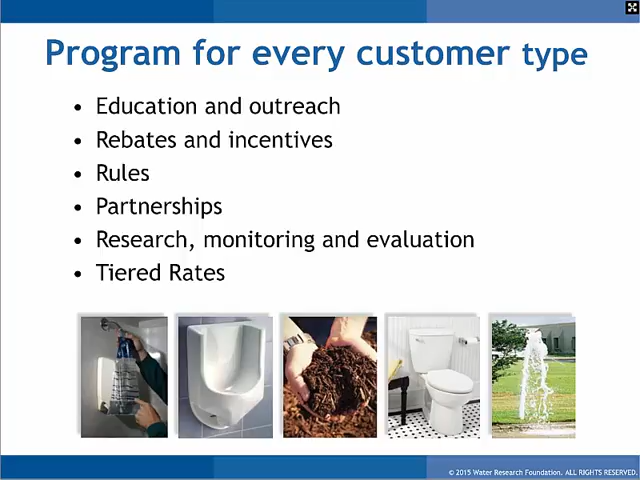 Program for every customer type
• Education and outreach
• Rebates and incentives
• Rules
• Partnerships
• Research, monitoring and evaluation
• Tiered Rates
© 2015 Water Research Foundation. ALL RIGHTS RESERVED.